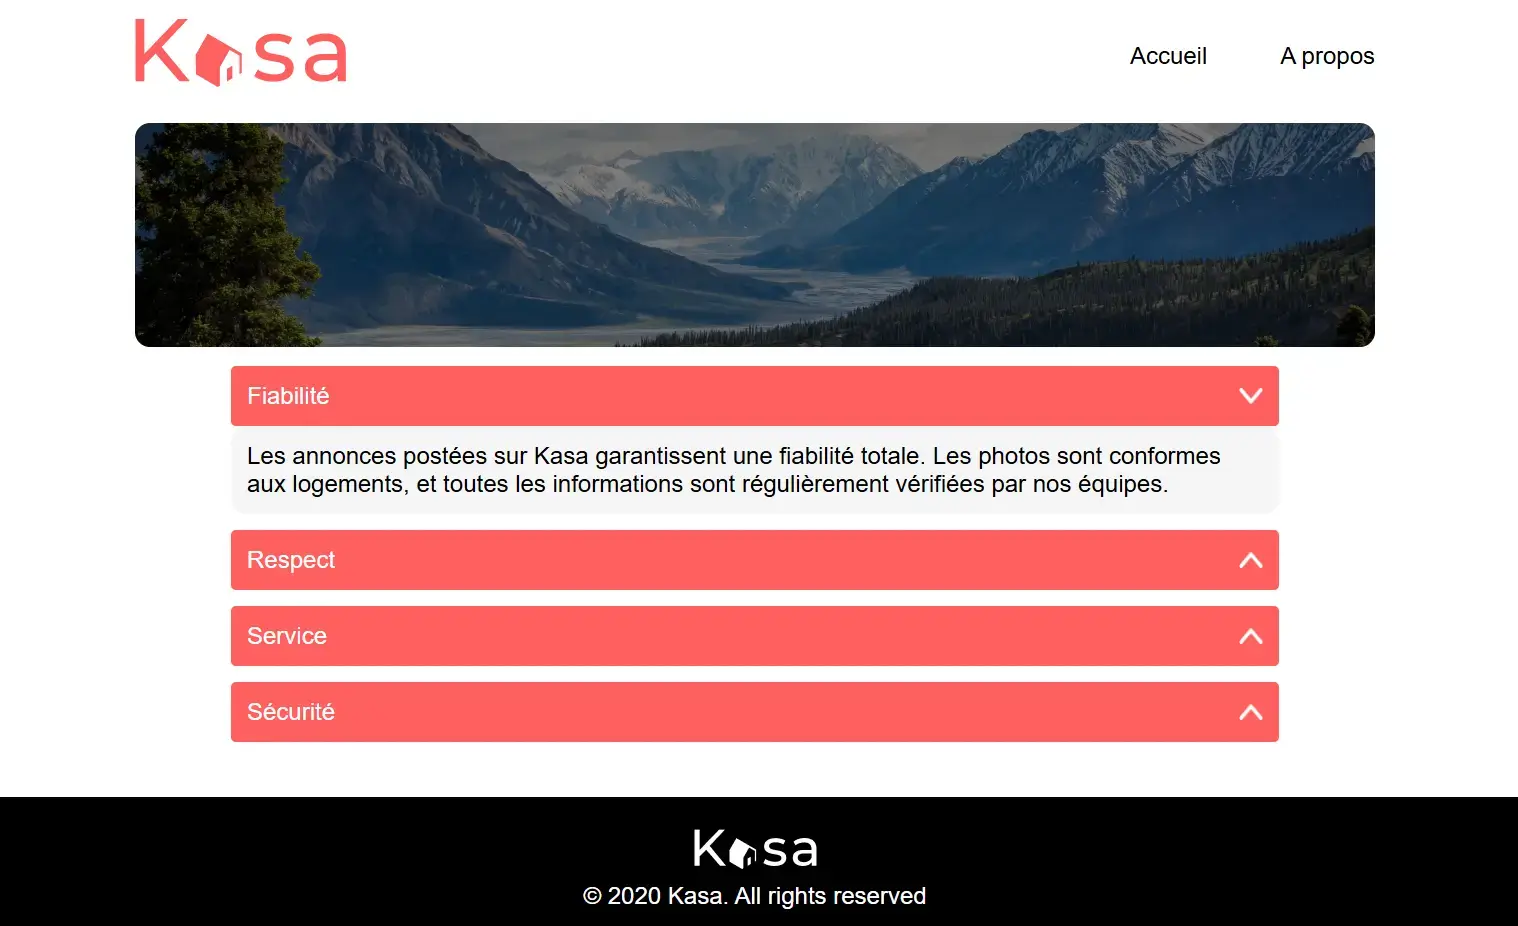 Kasa
Accueil
A propos
Fiabilité
Les annonces postées sur Kasa garantissent une fiabilité totale. Les photos sont conformes
aux logements, et toutes les informations sont régulièrement vérifiées par nos équipes.
Respect
Service
Sécurité
Kasa
© 2020 Kasa. All rights reserved